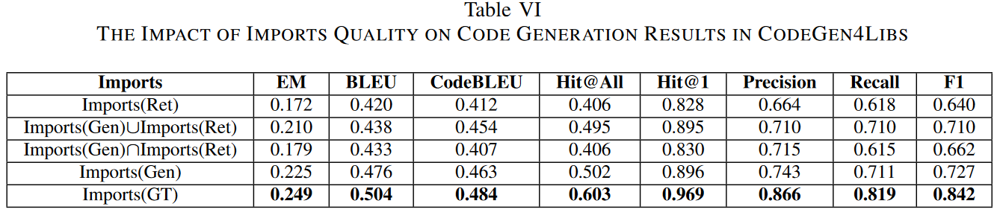 Table VI
THE IMPACT OF IMPORTS QUALITY ON CODE GENERATION RESULTS IN CODEGEN4LIBS
Imports EM BLEU CodeBLEU Hit@All Hit@1 Precision Recall F1
Imports(Ret) 0.172 0.420 0.412 0.406 0.828 0.664 0.618 0.640
Imports(Gen)∪Imports(Ret) 0.210 0.438 0.454 0.495 0.895 0.710 0.710 0.710
Imports(Gen)∩Imports(Ret) 0.179 0.433 0.407 0.406 0.830 0.715 0.615 0.662
Imports(Gen) 0.225 0.476 0.463 0.502 0.896 0.743 0.711 0.727
Imports(GT) 0.249 0.504 0.484 0.603 0.969 0.866 0.819 0.842